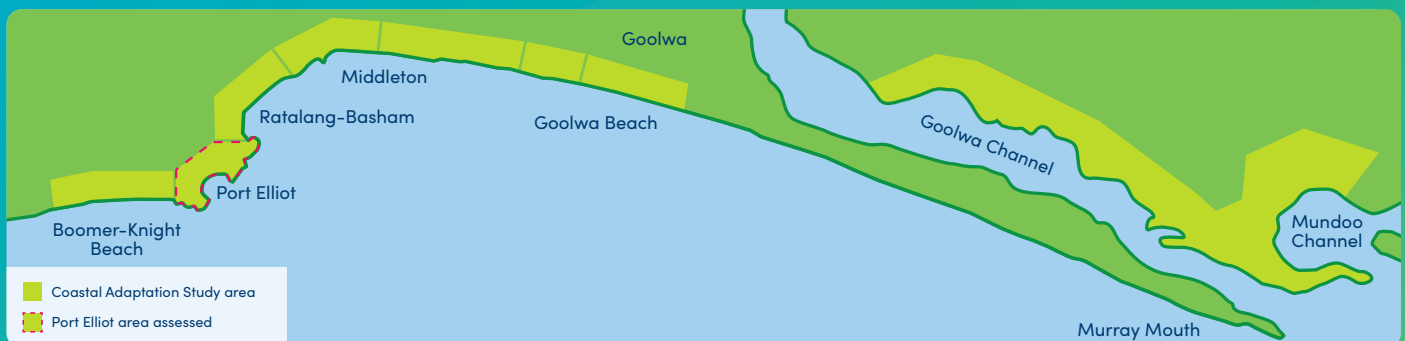 Goolwa
Middleton
Ratalang-Basham
Goolwa Beach
Goolwa Channel
Port Elliot
Boomer-Knight
Beach
Mundoo
Channel
Coastal Adaptation Study area
Port Elliot area assessed
Murray Mouth